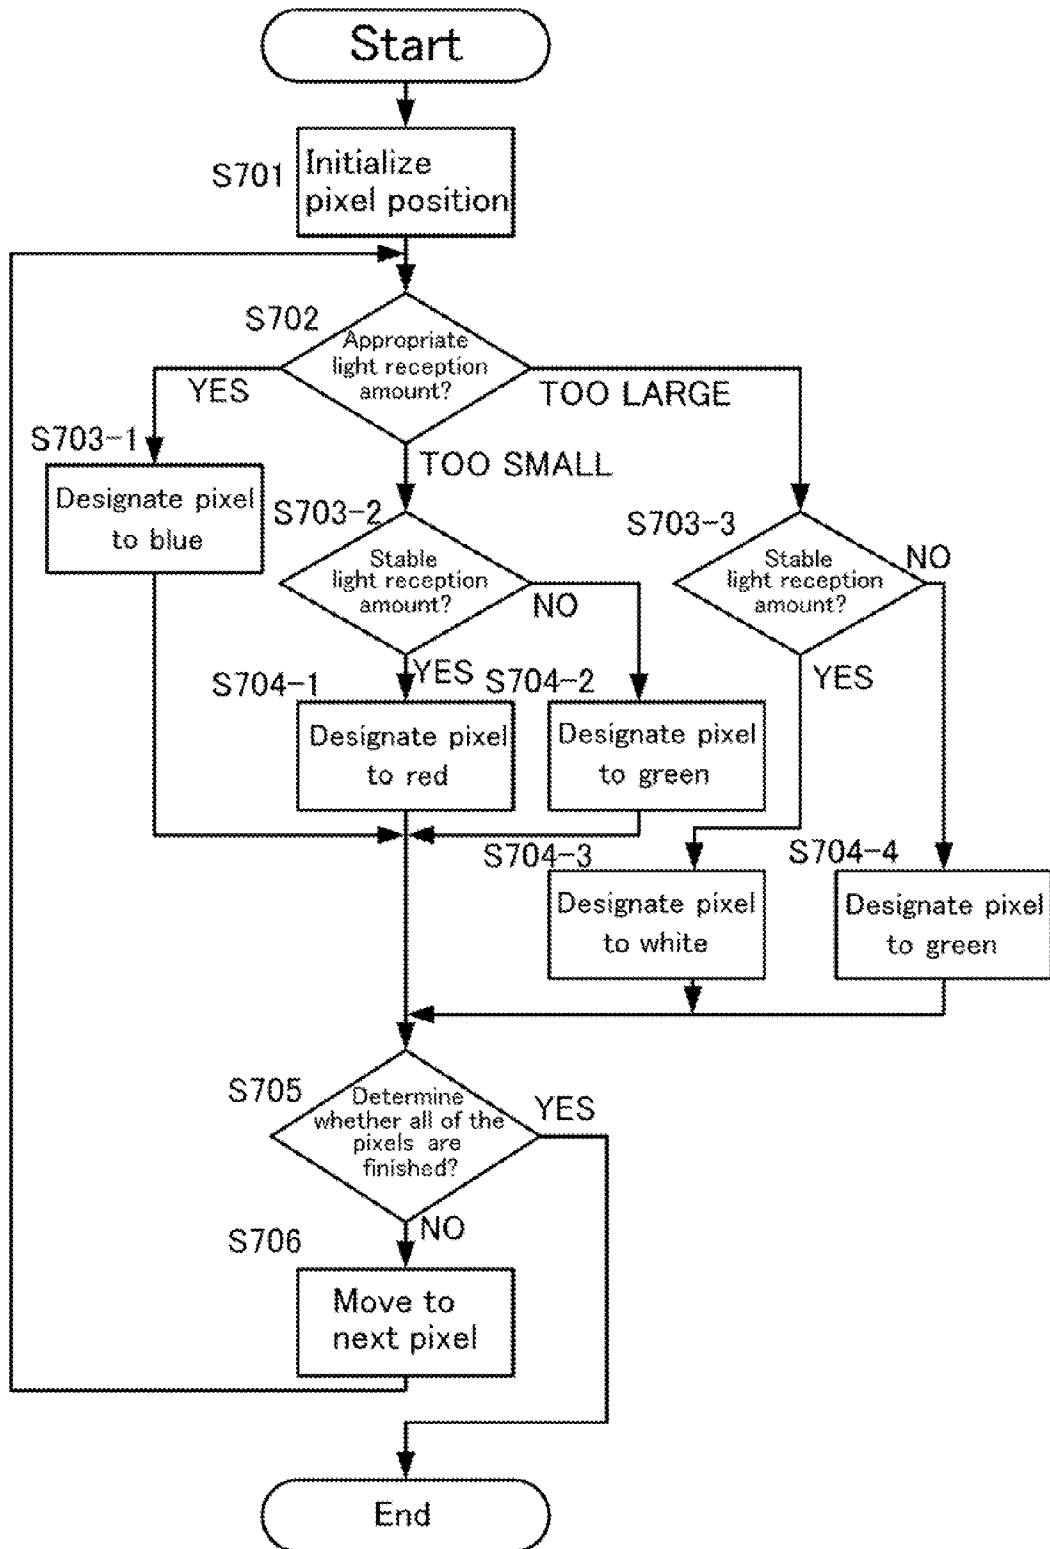 Start
S701
Initialize
pixel position
S702
Appropriate
light reception
amount?
YES
TOO LARGE
S703-1
TOO SMALL
Designate pixel
to blue
S703-2
Stable
light reception
amount?
NO
S703-3
Stable
light reception
amount?
NO
YES
YES
S704-1
Designate pixel
to red
S704-2
Designate pixel
to green
S704-3
Designate pixel
to white
S704-4
Designate pixel
to green
S705
Determine
whether all of the
pixels are
finished?
YES
NO
S706
Move to
next pixel
End